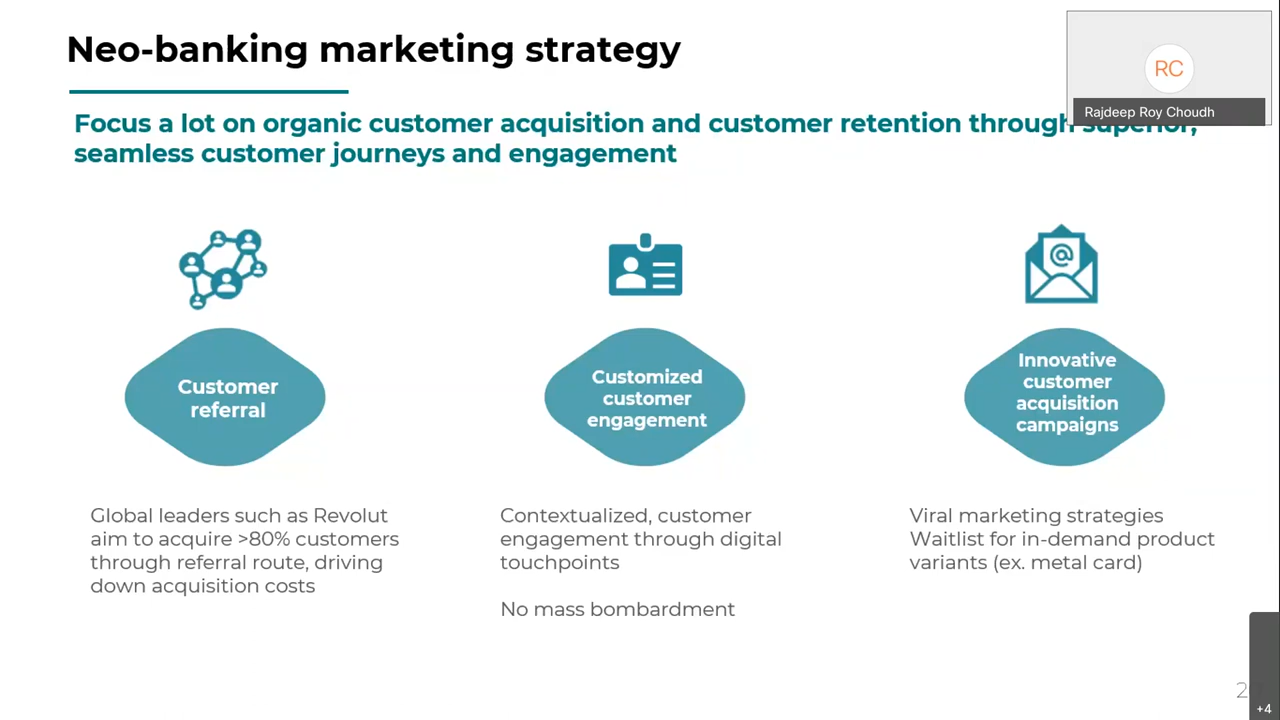 Neo-banking marketing strategy
RC
Rajdeep Roy Choudh
Focus a lot on organic customer acquisition and customer retention through superior,
seamless customer journeys and engagement
Customer
referral
Customized
customer
engagement
Innovative
customer
acquisition
campaigns
Global leaders such as Revolut
aim to acquire >80% customers
through referral route, driving
down acquisition costs
Contextualized, customer
engagement through digital
touchpoints
No mass bombardment
Viral marketing strategies
Waitlist for in-demand product
variants (ex. metal card)
+4